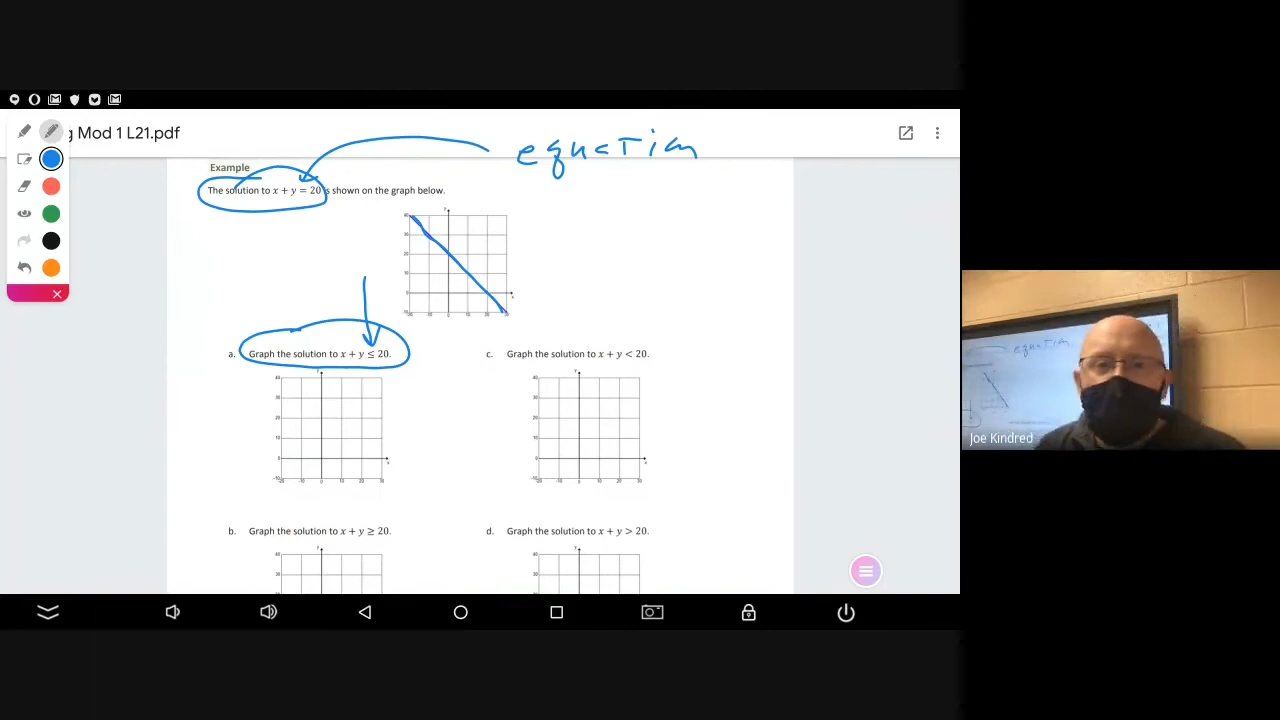 g Mod 1 L21.pdf
equation
Example
The solution to x + y = 20 is shown on the graph below.
a. Graph the solution to x + y ≤ 20.
c. Graph the solution to x + y < 20.
equation
Joe Kindred
b. Graph the solution to x + y ≥ 20.
d. Graph the solution to x + y > 20.